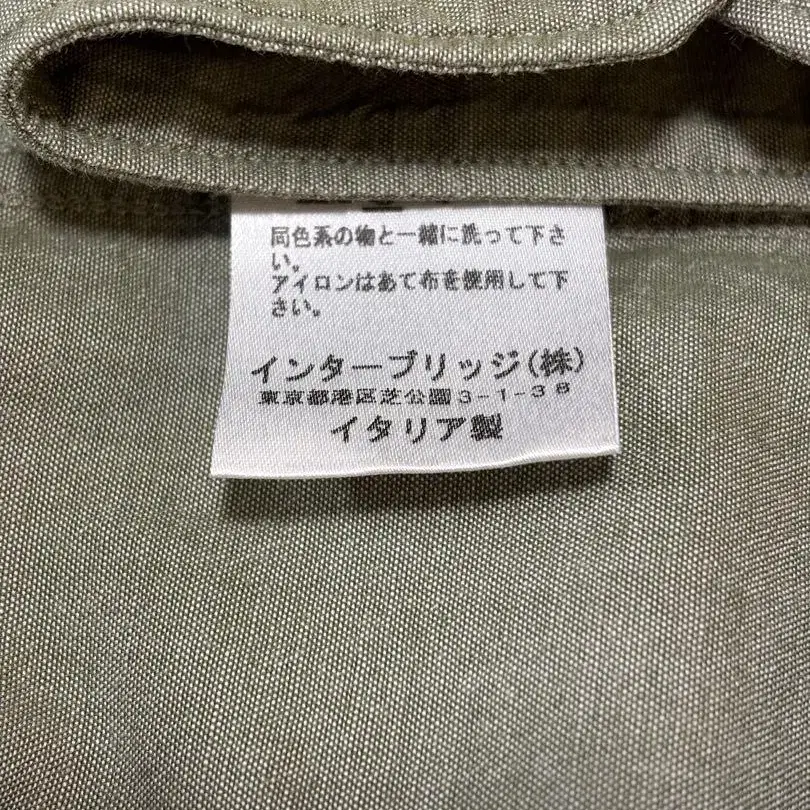 同色系の物と一緒に洗って下さ
い。
アイロンはあて布を使用して下
さい。
インターブリッジ(株)
東京都港区芝公園3-1-38
イタリア製